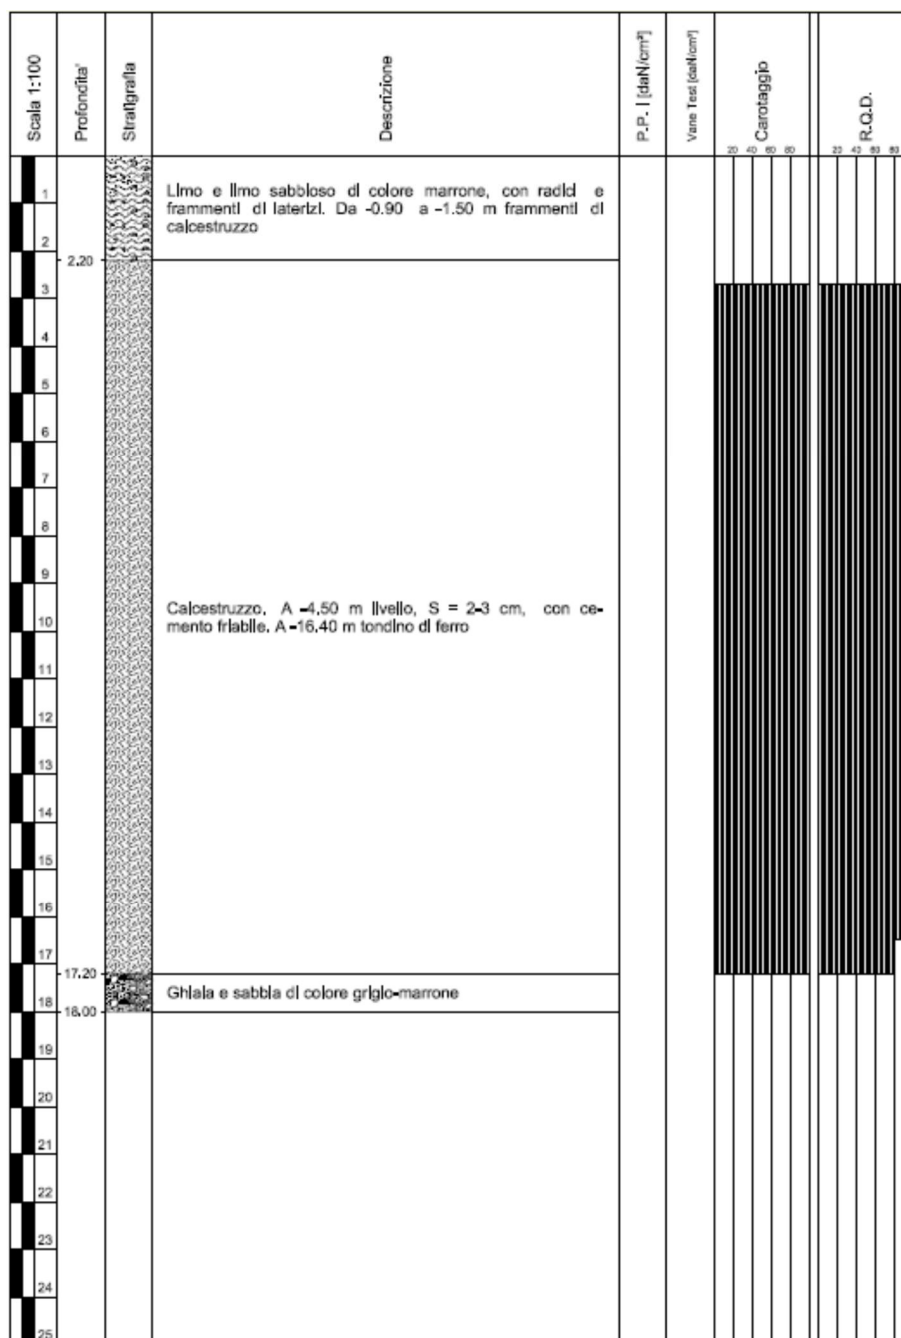 Scala 1:100
Profondita'
Stratigrafia
Descrizione
P.P. I [daN/cm²]
Vane Test [daN/cm²]
Carotaggio
20 40 60 80
R.Q.D.
20 40 60 80
1
Limo e limo sabbioso di colore marrone, con radici e
frammenti di laterizi. Da -0.90 a -1.50 m frammenti di
calcestruzzo
2
2.20
3
4
5
6
7
8
9
Calcestruzzo. A -4.50 m livello, S = 2-3 cm, con ce-
10
mento friabile. A -16.40 m tondino di ferro
11
12
13
14
15
16
17
17.20
Ghiaia e sabbia di colore grigio-marrone
18
18.00
19
20
21
22
23
24
25